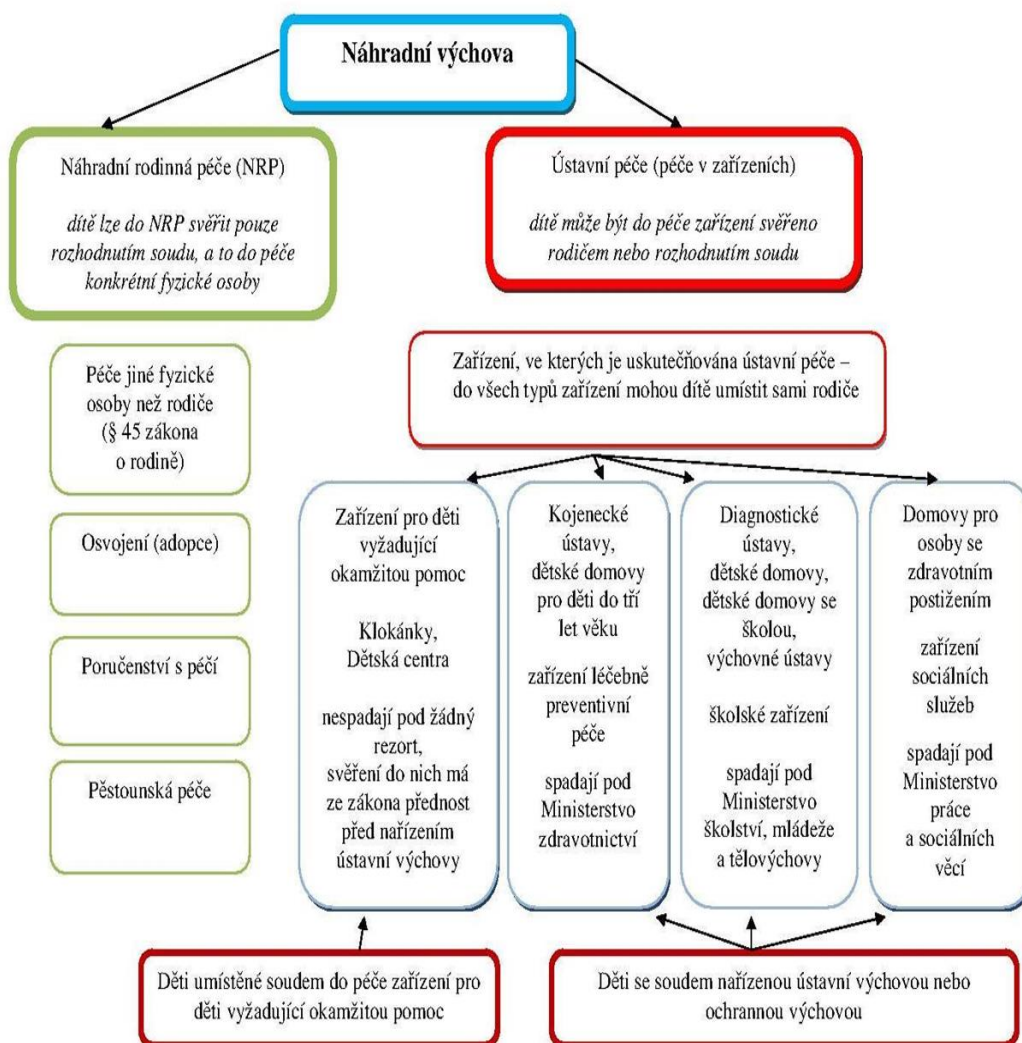 Náhradní výchova
Náhradní rodinná péče (NRP)
dítě lze do NRP svěřit pouze
rozhodnutím soudu, a to do péče
konkrétní fyzické osoby
Ústavní péče (péče v zařízeních)
dítě může být do péče zařízení svěřeno
rodičem nebo rozhodnutím soudu
Péče jiné fyzické
osoby než rodiče
(§ 45 zákona
o rodině)
Osvojení (adopce)
Poručenství s péčí
Pěstounská péče
Zařízení, ve kterých je uskutečňována ústavní péče –
do všech typů zařízení mohou dítě umístit sami rodiče
Zařízení pro děti
vyžadující
okamžitou pomoc
Klokánky,
Dětská centra
nespadají pod žádný
rezort,
svěření do nich má
ze zákona přednost
před nařízením
ústavní výchovy
Kojenecké
ústavy,
dětské domovy
pro děti do tří
let věku
zařízení léčebně
preventivní
péče
spadají pod
Ministerstvo
zdravotnictví
Diagnostické
ústavy,
dětské domovy,
dětské domovy se
školou,
výchovné ústavy
školské zařízení
spadají pod
Ministerstvo
školství, mládeže
a tělovýchovy
Domovy pro
osoby se
zdravotním
postižením
zařízení
sociálních
služeb
spadají pod
Ministerstvo
práce
a sociálních
věcí
Děti umístěné soudem do péče zařízení pro
děti vyžadující okamžitou pomoc
Děti se soudem nařízenou ústavní výchovou nebo
ochrannou výchovou